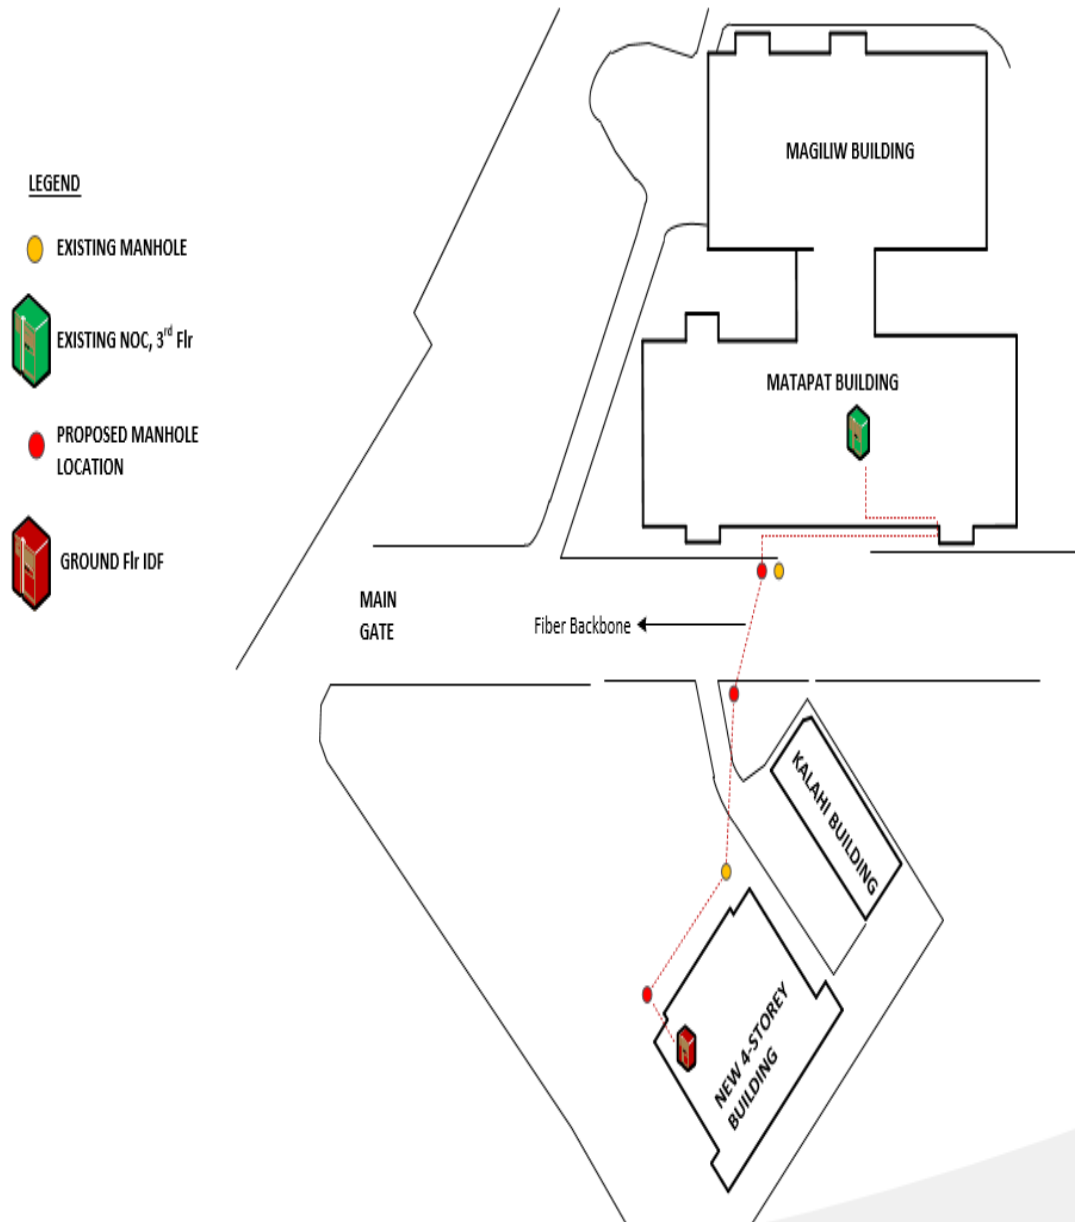 LEGEND
EXISTING MANHOLE
EXISTING NOC, 3rd Flr
PROPOSED MANHOLE
LOCATION
GROUND Flr IDF
MAGILIW BUILDING
MATAPAT BUILDING
MAIN
GATE
Fiber Backbone
KALAHI BUILDING
NEW 4-STOREY
BUILDING